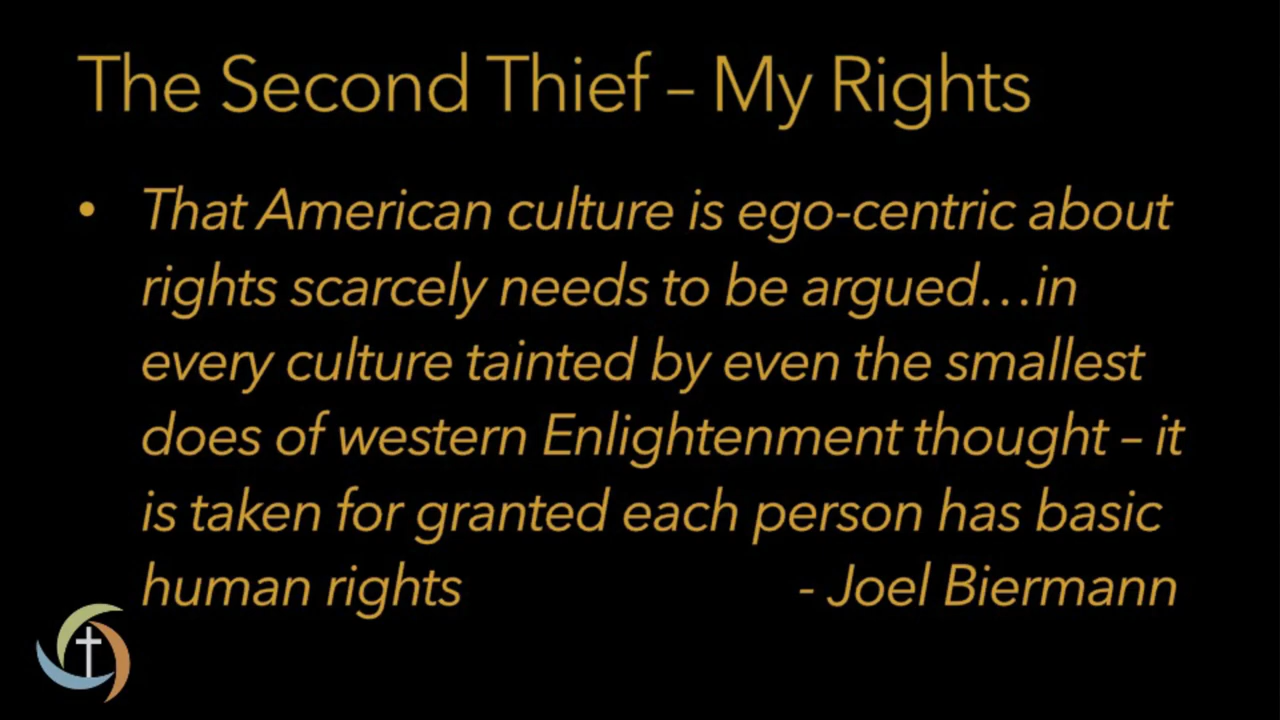 The Second Thief – My Rights
• That American culture is ego-centric about
rights scarcely needs to be argued…in
every culture tainted by even the smallest
does of western Enlightenment thought – it
is taken for granted each person has basic
human rights - Joel Biermann